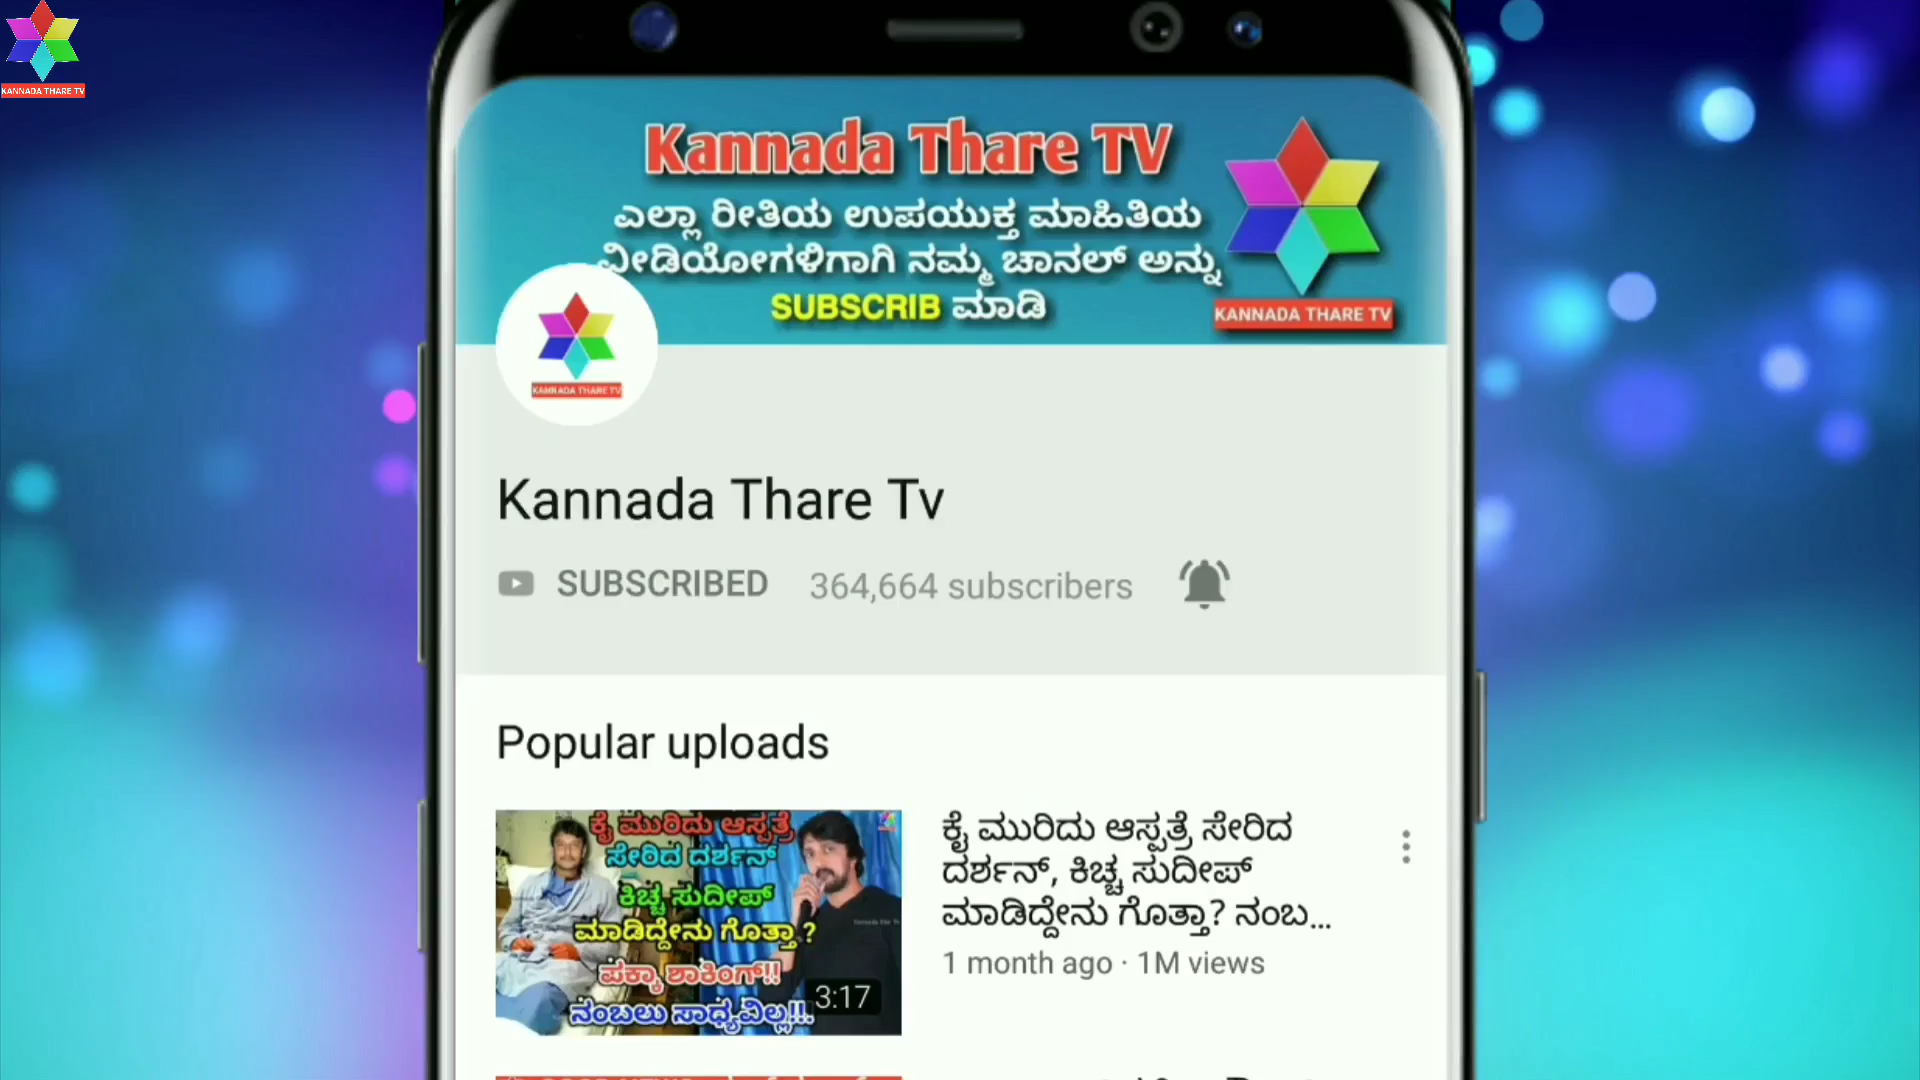 KANNADA THARE TV
Kannada Thare TV
ಎಲ್ಲಾ ರೀತಿಯ ಉಪಯುಕ್ತ ಮಾಹಿತಿಯ
ವೀಡಿಯೋಗಳಿಗಾಗಿ ನಮ್ಮ ಚಾನಲ್ ಅನ್ನು
SUBSCRIB ಮಾಡಿ
KANNADA THARE TV
KANNADA THARE TV
Kannada Thare Tv
SUBSCRIBED 364,664 subscribers
Popular uploads
ಕೈ ಮುರಿದು ಆಸ್ಪತ್ರೆ
ಸೇರಿದ ದರ್ಶನ್
ಕಿಚ್ಚ ಸುದೀಪ್
ಮಾಡಿದ್ದೇನು ಗೊತ್ತಾ?
ಪಕ್ಕಾ ಶಾಕಿಂಗ್!!
ನಂಬಲು ಸಾಧ್ಯವಿಲ್ಲ!!.
3:17
ಕೈ ಮುರಿದು ಆಸ್ಪತ್ರೆ ಸೇರಿದ
ದರ್ಶನ್, ಕಿಚ್ಚ ಸುದೀಪ್
ಮಾಡಿದ್ದೇನು ಗೊತ್ತಾ? ನಂಬ...
1 month ago · 1M views